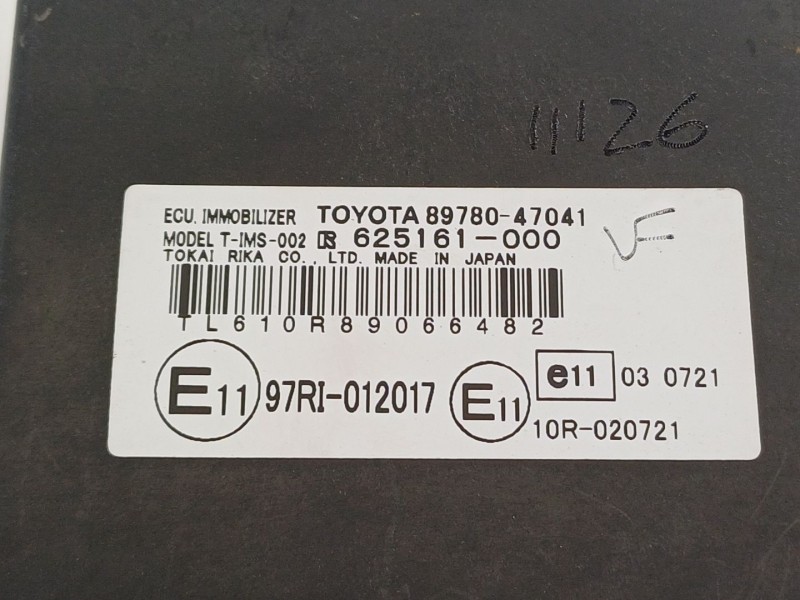 11126
ECU, IMMOBILIZER TOYOTA 89780-47041
MODEL T-IMS-002 R 625161-000
TOKAI RIKA CO., LTD. MADE IN JAPAN
TL610R89066482
E11 97RI-012017 E11 e11 03 0721
10R-020721